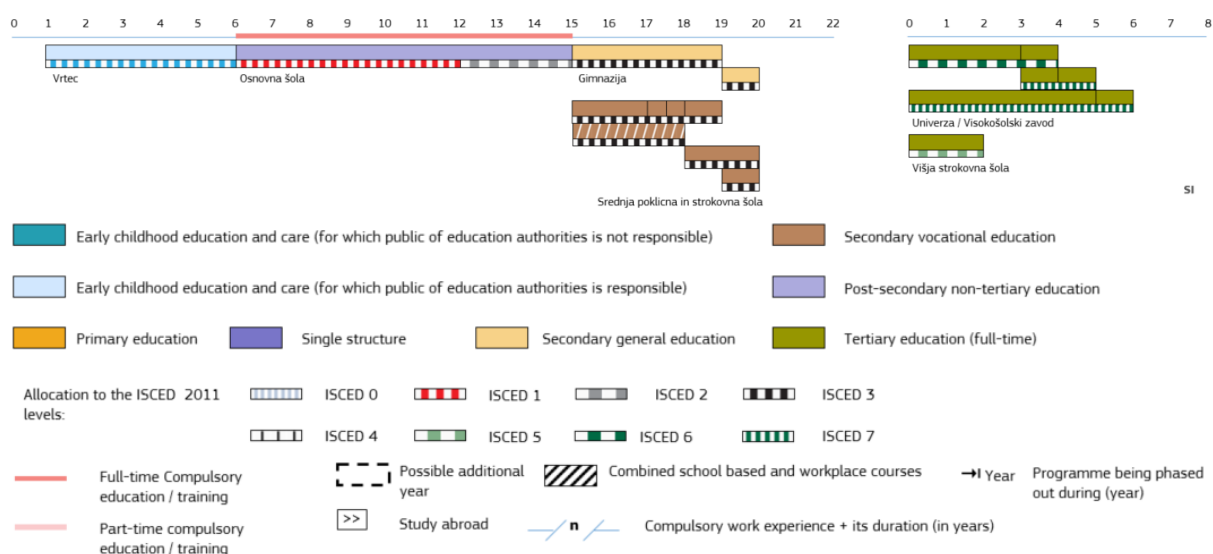 0 1 2 3 4 5 6 7 8 9 10 11 12 13 14 15 16 17 18 19 20 21 22
0 1 2 3 4 5 6 7 8
Vrtec
Osnovna šola
Gimnazija
Srednja poklicna in strokovna šola
Univerza / Visokošolski zavod
Višja strokovna šola
SI
Early childhood education and care (for which public of education authorities is not responsible)
Secondary vocational education
Early childhood education and care (for which public of education authorities is responsible)
Post-secondary non-tertiary education
Primary education
Single structure
Secondary general education
Tertiary education (full-time)
Allocation to the ISCED 2011
levels:
ISCED 0
ISCED 1
ISCED 2
ISCED 3
ISCED 4
ISCED 5
ISCED 6
ISCED 7
Full-time Compulsory
education / training
Possible additional
year
Combined school based and workplace courses
Year
Programme being phased
out during (year)
Part-time compulsory
education / training
>>
Study abroad
n
Compulsory work experience + its duration (in years)